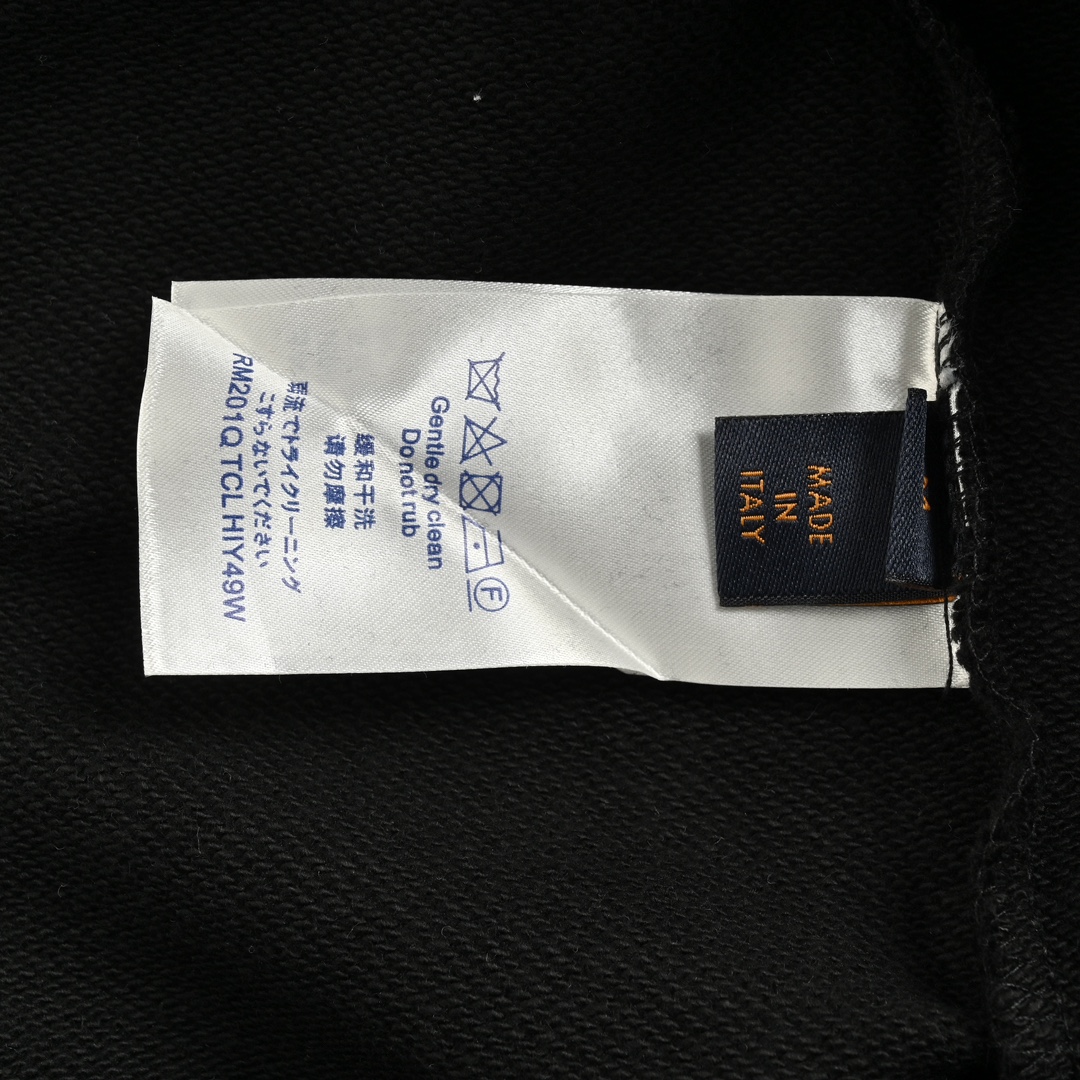 Ⓕ
Gentle dry clean
Do not rub
缓和干洗
请勿摩擦
弱流でドライクリーニング
こすらないでください
RM201Q TCL HIY49W
MADE
IN
ITALY